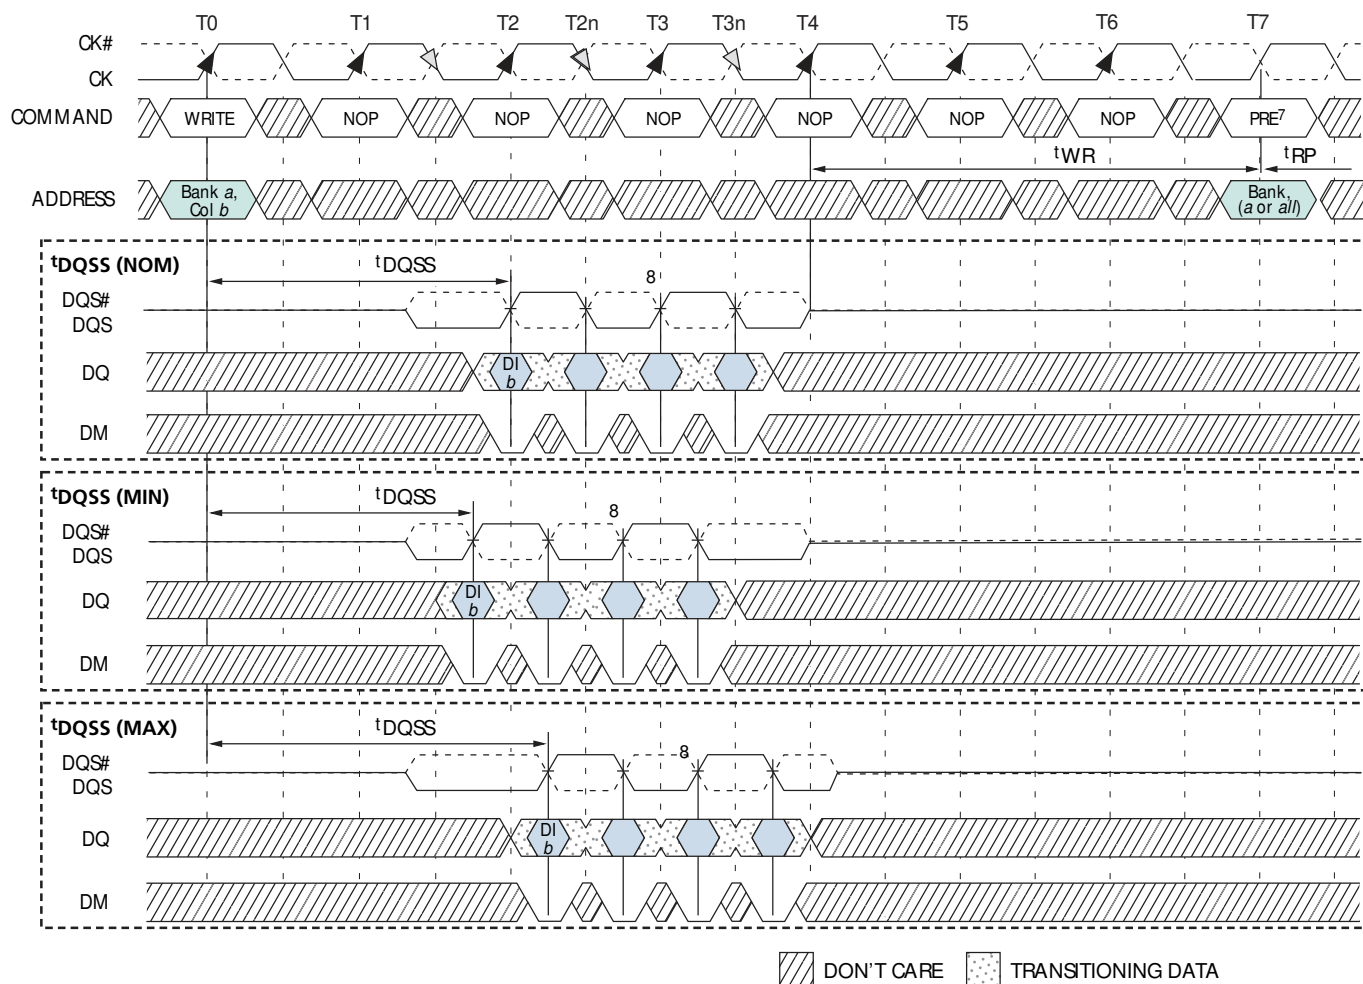 T0 T1 T2 T2n T3 T3n T4 T5 T6 T7
CK#
CK
COMMAND WRITE NOP NOP NOP NOP NOP NOP PRE7
tWR tRP
ADDRESS Bank a, Col b Bank, (a or all)
tDQSS (NOM) tDQSS
8
DQS#
DQS
DQ DI b
DM
tDQSS (MIN) tDQSS
8
DQS#
DQS
DQ DI b
DM
tDQSS (MAX) tDQSS
8
DQS#
DQS
DQ DI b
DM
DON'T CARE TRANSITIONING DATA